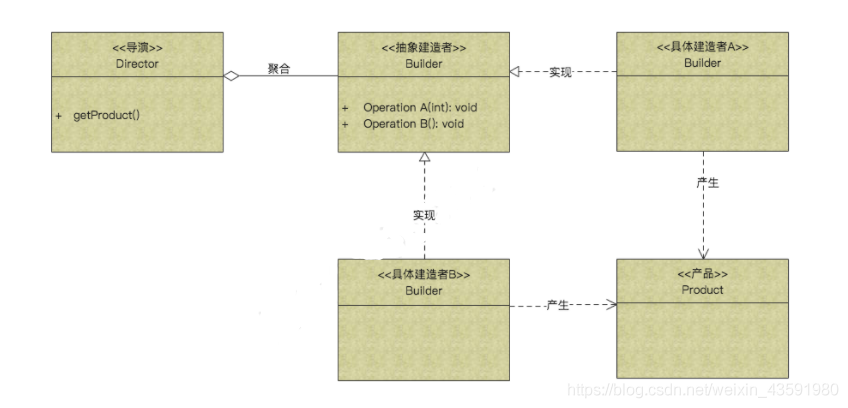 <<导演>>
Director
+ getProduct()
聚合
<<抽象建造者>>
Builder
+ Operation A(int): void
+ Operation B(): void
实现
<<具体建造者A>>
Builder
产生
实现
<<具体建造者B>>
Builder
产生
<<产品>>
Product
https://blog.csdn.net/weixin_43591980